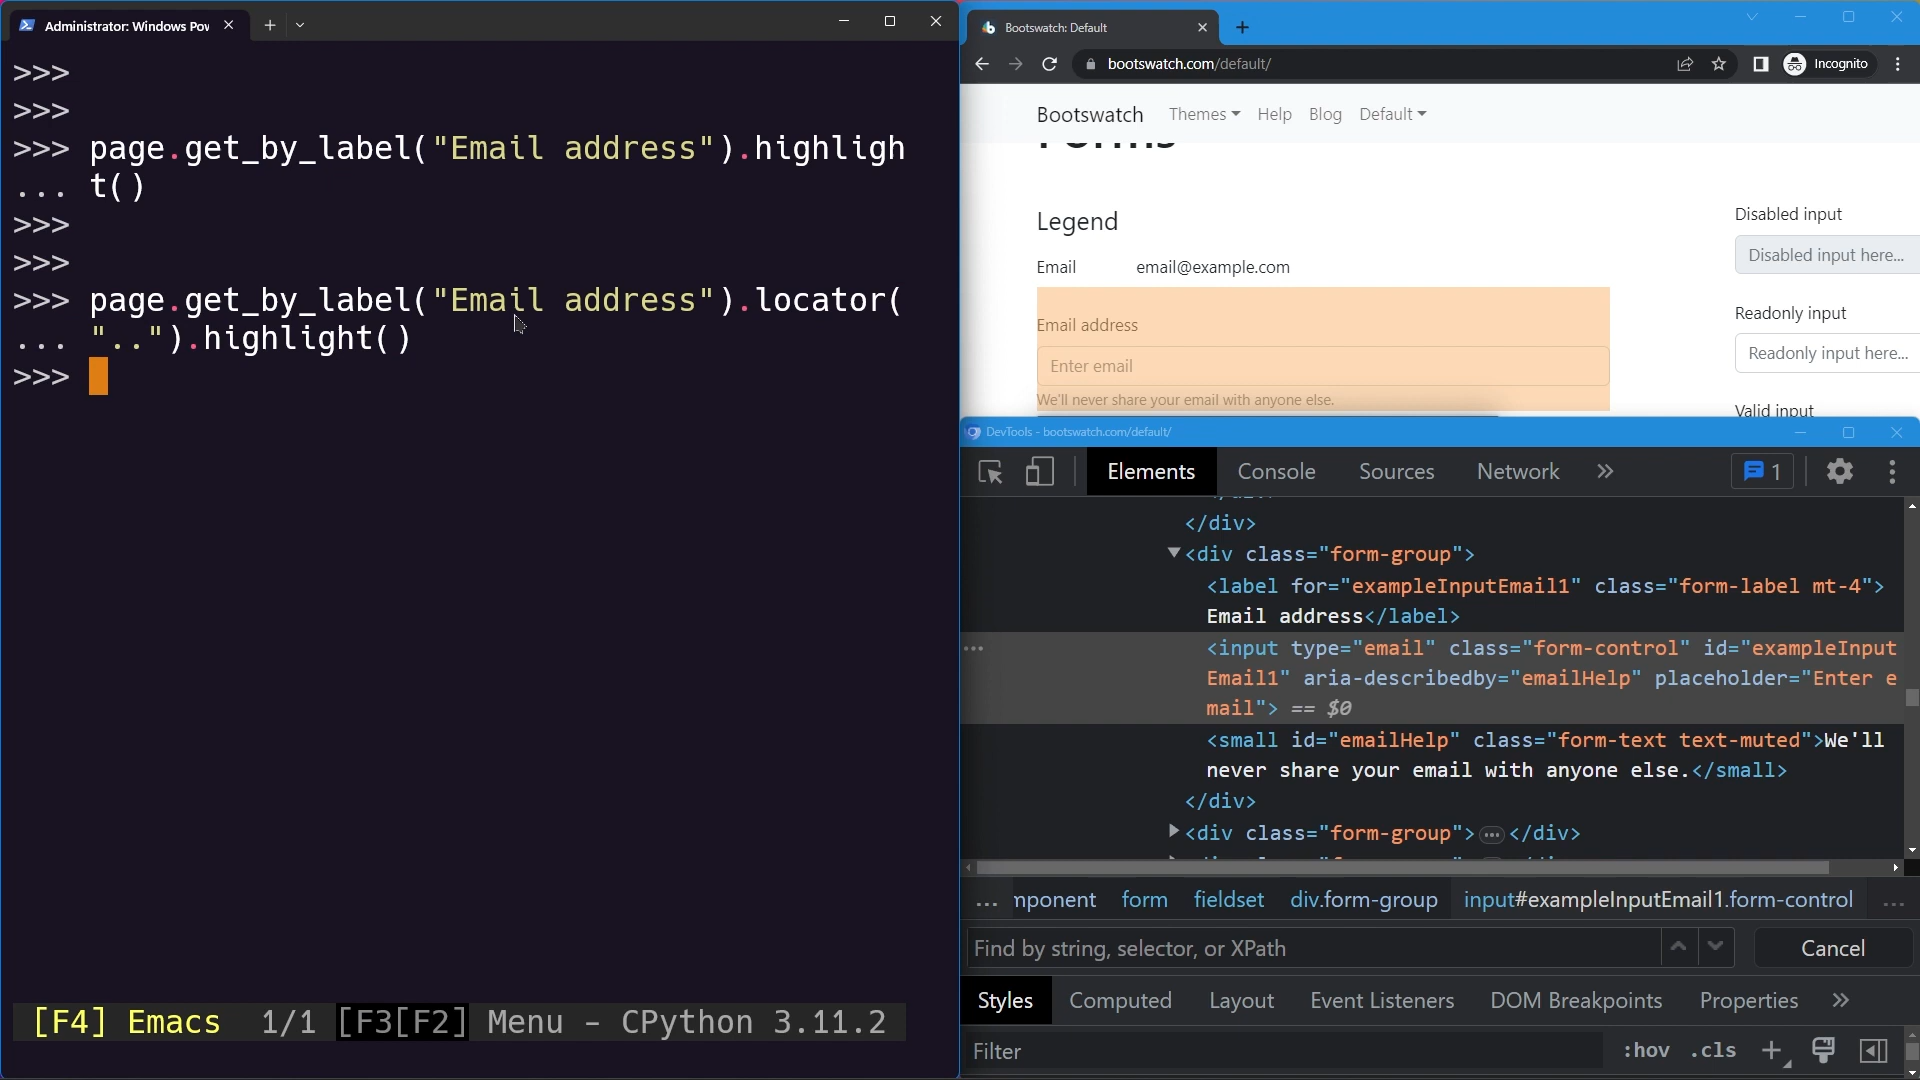 Administrator: Windows Pow
>>>
>>>
>>> page.get_by_label("Email address").highligh
... t()
>>>
>>>
>>> page.get_by_label("Email address").locator(
... "..").highlight()
>>>
[F4] Emacs 1/1 [F3[F2] Menu - CPython 3.11.2
Bootswatch: Default
bootswatch.com/default/
Incognito
Bootswatch Themes Help Blog Default
Forms
Legend
Email email@example.com
Email address
Enter email
We'll never share your email with anyone else.
Disabled input
Disabled input here...
Readonly input
Readonly input here...
Valid input
DevTools - bootswatch.com/default/
Elements Console Sources Network » 1
</div>
<div class="form-group">
<label for="exampleInputEmail1" class="form-label mt-4">
Email address</label>
<input type="email" class="form-control" id="exampleInput
Email1" aria-describedby="emailHelp" placeholder="Enter e
mail"> == $0
<small id="emailHelp" class="form-text text-muted">We'll
never share your email with anyone else.</small>
</div>
<div class="form-group">…</div>
... mponent form fieldset div.form-group input#exampleInputEmail1.form-control ...
Find by string, selector, or XPath Cancel
Styles Computed Layout Event Listeners DOM Breakpoints Properties »
Filter :hov .cls